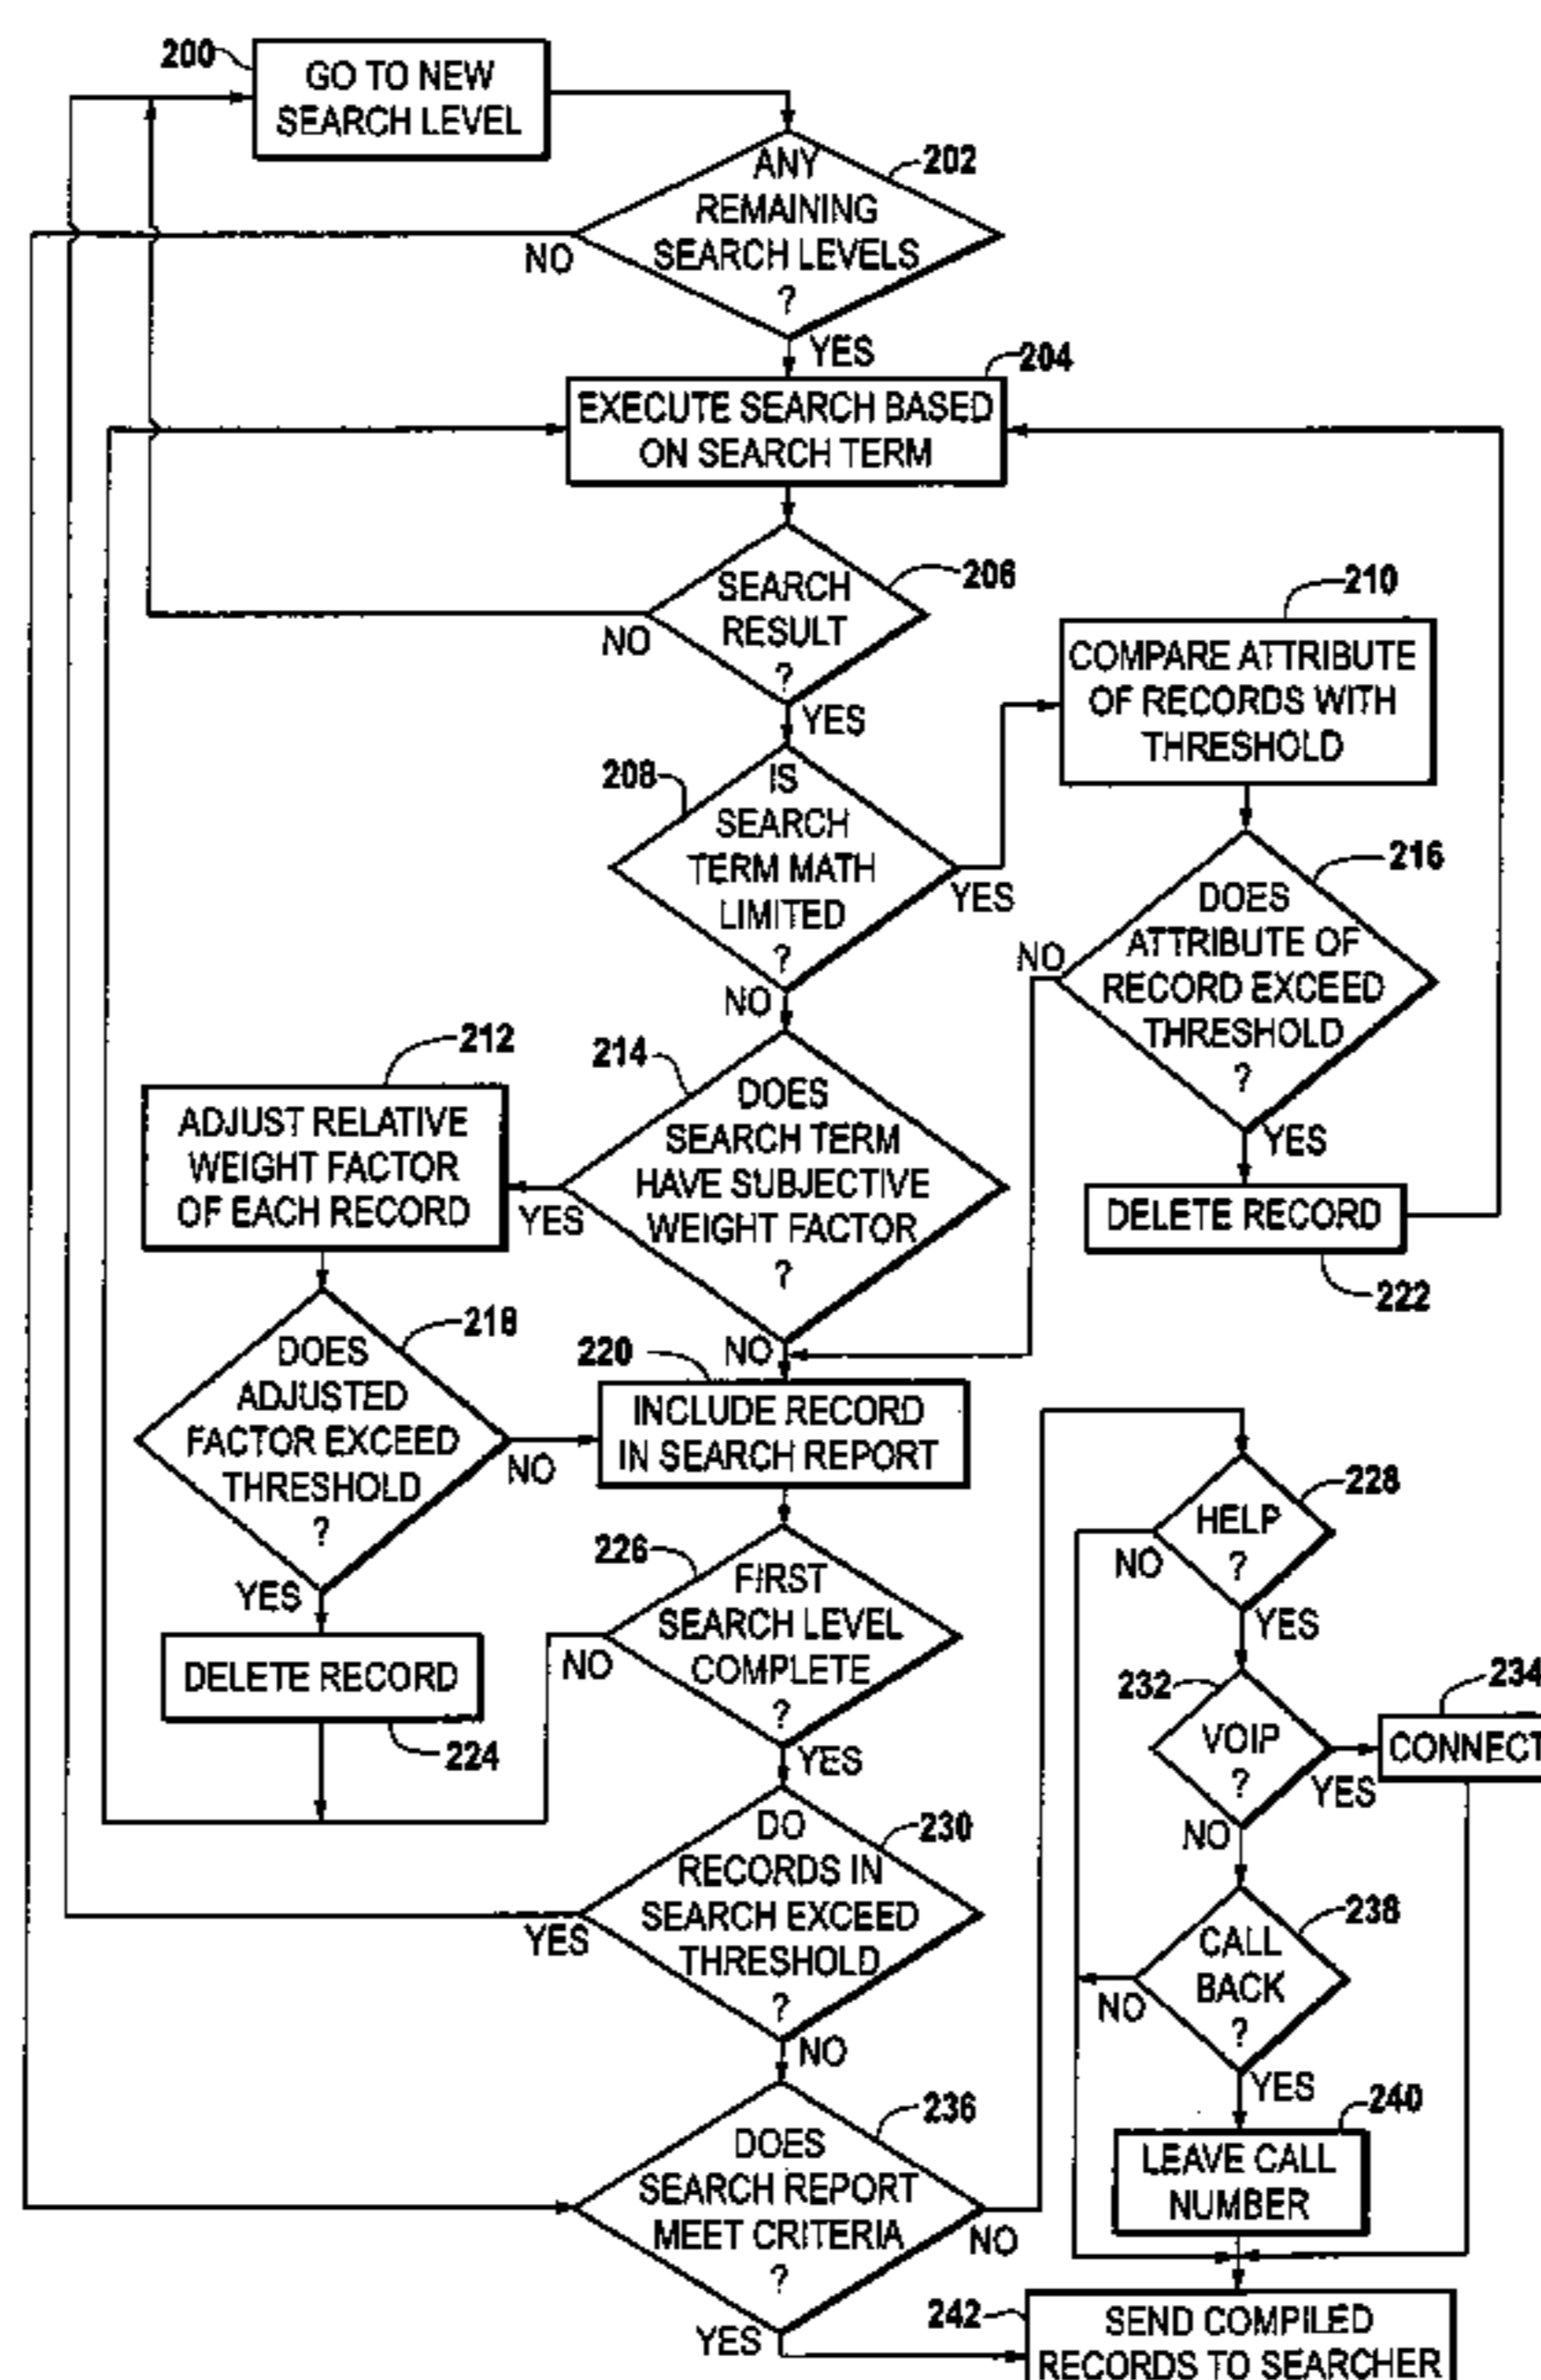 200
GO TO NEW
SEARCH LEVEL
ANY
REMAINING
SEARCH LEVELS
?
202
NO
YES
204
EXECUTE SEARCH BASED
ON SEARCH TERM
SEARCH
RESULT
?
206
NO
YES
210
COMPARE ATTRIBUTE
OF RECORDS WITH
THRESHOLD
208
IS
SEARCH
TERM MATH
LIMITED
?
YES
NO
216
DOES
ATTRIBUTE OF
RECORD EXCEED
THRESHOLD
?
NO
YES
DELETE RECORD
222
212
ADJUST RELATIVE
WEIGHT FACTOR
OF EACH RECORD
214
DOES
SEARCH TERM
HAVE SUBJECTIVE
WEIGHT FACTOR
?
YES
NO
218
DOES
ADJUSTED
FACTOR EXCEED
THRESHOLD
?
NO
YES
DELETE RECORD
224
220
INCLUDE RECORD
IN SEARCH REPORT
226
FIRST
SEARCH LEVEL
COMPLETE
?
NO
YES
DO
RECORDS IN
SEARCH EXCEED
THRESHOLD
?
230
YES
NO
DOES
SEARCH REPORT
MEET CRITERIA
?
236
NO
YES
HELP
?
228
NO
YES
232
VOIP
?
YES
NO
234
CONNECT
CALL
BACK
?
238
NO
YES
240
LEAVE CALL
NUMBER
242
SEND COMPILED
RECORDS TO SEARCHER